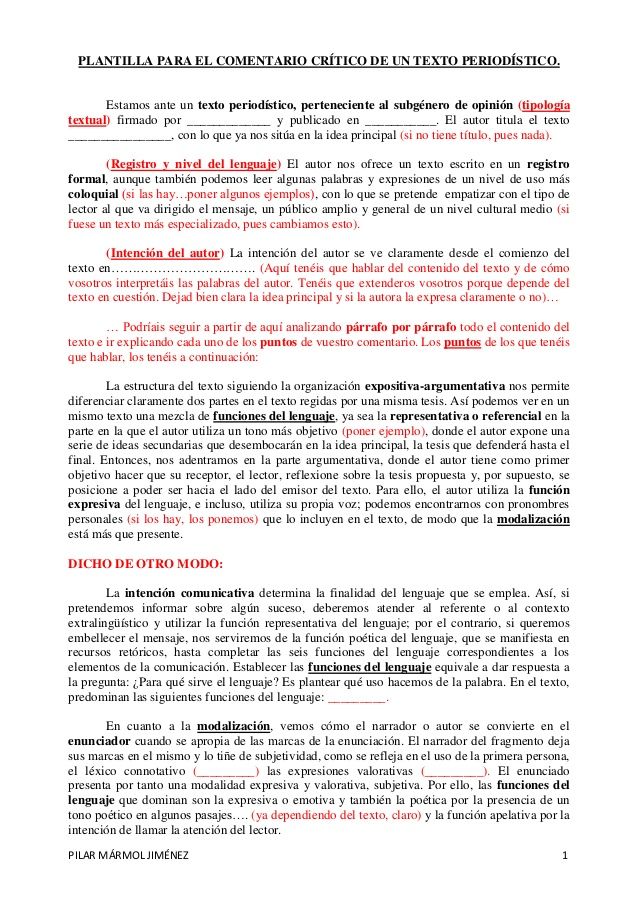 PLANTILLA PARA EL COMENTARIO CRÍTICO DE UN TEXTO PERIODÍSTICO.
Estamos ante un texto periodístico, perteneciente al subgénero de opinión (tipología
textual) firmado por ____________ y publicado en ___________. El autor titula el texto
________________, con lo que ya nos sitúa en la idea principal (si no tiene título, pues nada).
(Registro y nivel del lenguaje) El autor nos ofrece un texto escrito en un registro
formal, aunque también podemos leer algunas palabras y expresiones de un nivel de uso más
coloquial (si las hay…poner algunos ejemplos), con lo que se pretende empatizar con el tipo de
lector al que va dirigido el mensaje, un público amplio y general de un nivel cultural medio (si
fuese un texto más especializado, pues cambiamos esto).
(Intención del autor) La intención del autor se ve claramente desde el comienzo del
texto en……………………………. (Aquí tenéis que hablar del contenido del texto y de cómo
vosotros interpretáis las palabras del autor. Tenéis que extenderos vosotros porque depende del
texto en cuestión. Dejad bien clara la idea principal y si la autora la expresa claramente o no)…
… Podríais seguir a partir de aquí analizando párrafo por párrafo todo el contenido del
texto e ir explicando cada uno de los puntos de vuestro comentario. Los puntos de los que tenéis
que hablar, los tenéis a continuación:
La estructura del texto siguiendo la organización expositiva-argumentativa nos permite
diferenciar claramente dos partes en el texto regidas por una misma tesis. Así podemos ver en un
mismo texto una mezcla de funciones del lenguaje, ya sea la representativa o referencial en la
parte en la que el autor utiliza un tono más objetivo (poner ejemplo), donde el autor expone una
serie de ideas secundarias que desembocarán en la idea principal, la tesis que defenderá hasta el
final. Entonces, nos adentramos en la parte argumentativa, donde el autor tiene como primer
objetivo hacer que su receptor, el lector, reflexione sobre la tesis propuesta y, por supuesto, se
posicione a poder ser hacia el lado del emisor del texto. Para ello, el autor utiliza la función
expresiva del lenguaje, e incluso, utiliza su propia voz; podemos encontrarnos con pronombres
personales (si los hay, los ponemos) que lo incluyen en el texto, de modo que la modalización
está más que presente.
DICHO DE OTRO MODO:
La intención comunicativa determina la finalidad del lenguaje que se emplea. Así, si
pretendemos informar sobre algún suceso, deberemos atender al referente o al contexto
extralingüístico y utilizar la función representativa del lenguaje; por el contrario, si queremos
embellecer el mensaje, nos serviremos de la función poética del lenguaje, que se manifiesta en
recursos retóricos, hasta completar las seis funciones del lenguaje correspondientes a los
elementos de la comunicación. Establecer las funciones del lenguaje equivale a dar respuesta a
la pregunta: ¿Para qué sirve el lenguaje? Es plantear qué uso hacemos de la palabra. En el texto,
predominan las siguientes funciones del lenguaje: _________.
En cuanto a la modalización, vemos cómo el narrador o autor se convierte en el
enunciador cuando se apropia de las marcas de la enunciación. El narrador del fragmento deja
sus marcas en el mismo y lo tiñe de subjetividad, como se refleja en el uso de la primera persona,
el léxico connotativo (_________) las expresiones valorativas (_________). El enunciado
presenta por tanto una modalidad expresiva y valorativa, subjetiva. Por ello, las funciones del
lenguaje que dominan son la expresiva o emotiva y también la poética por la presencia de un
tono poético en algunos pasajes…. (ya dependiendo del texto, claro) y la función apelativa por la
intención de llamar la atención del lector.
PILAR MÁRMOL JIMÉNEZ 1